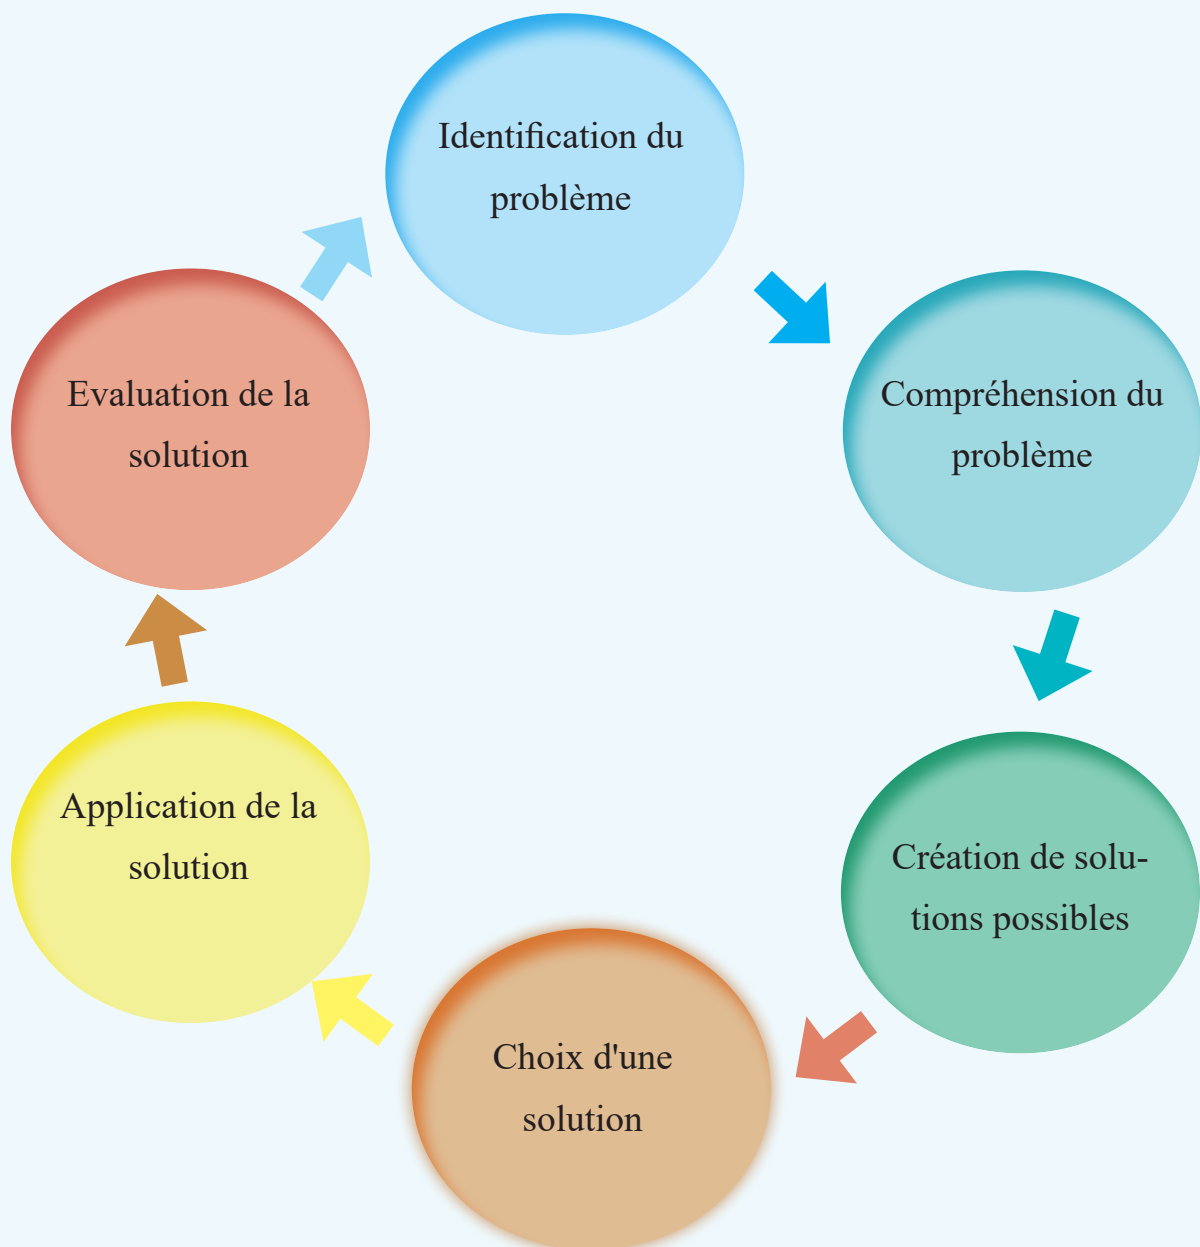 Identification du
problème
Compréhension du
problème
Création de solu-
tions possibles
Choix d'une
solution
Application de la
solution
Evaluation de la
solution